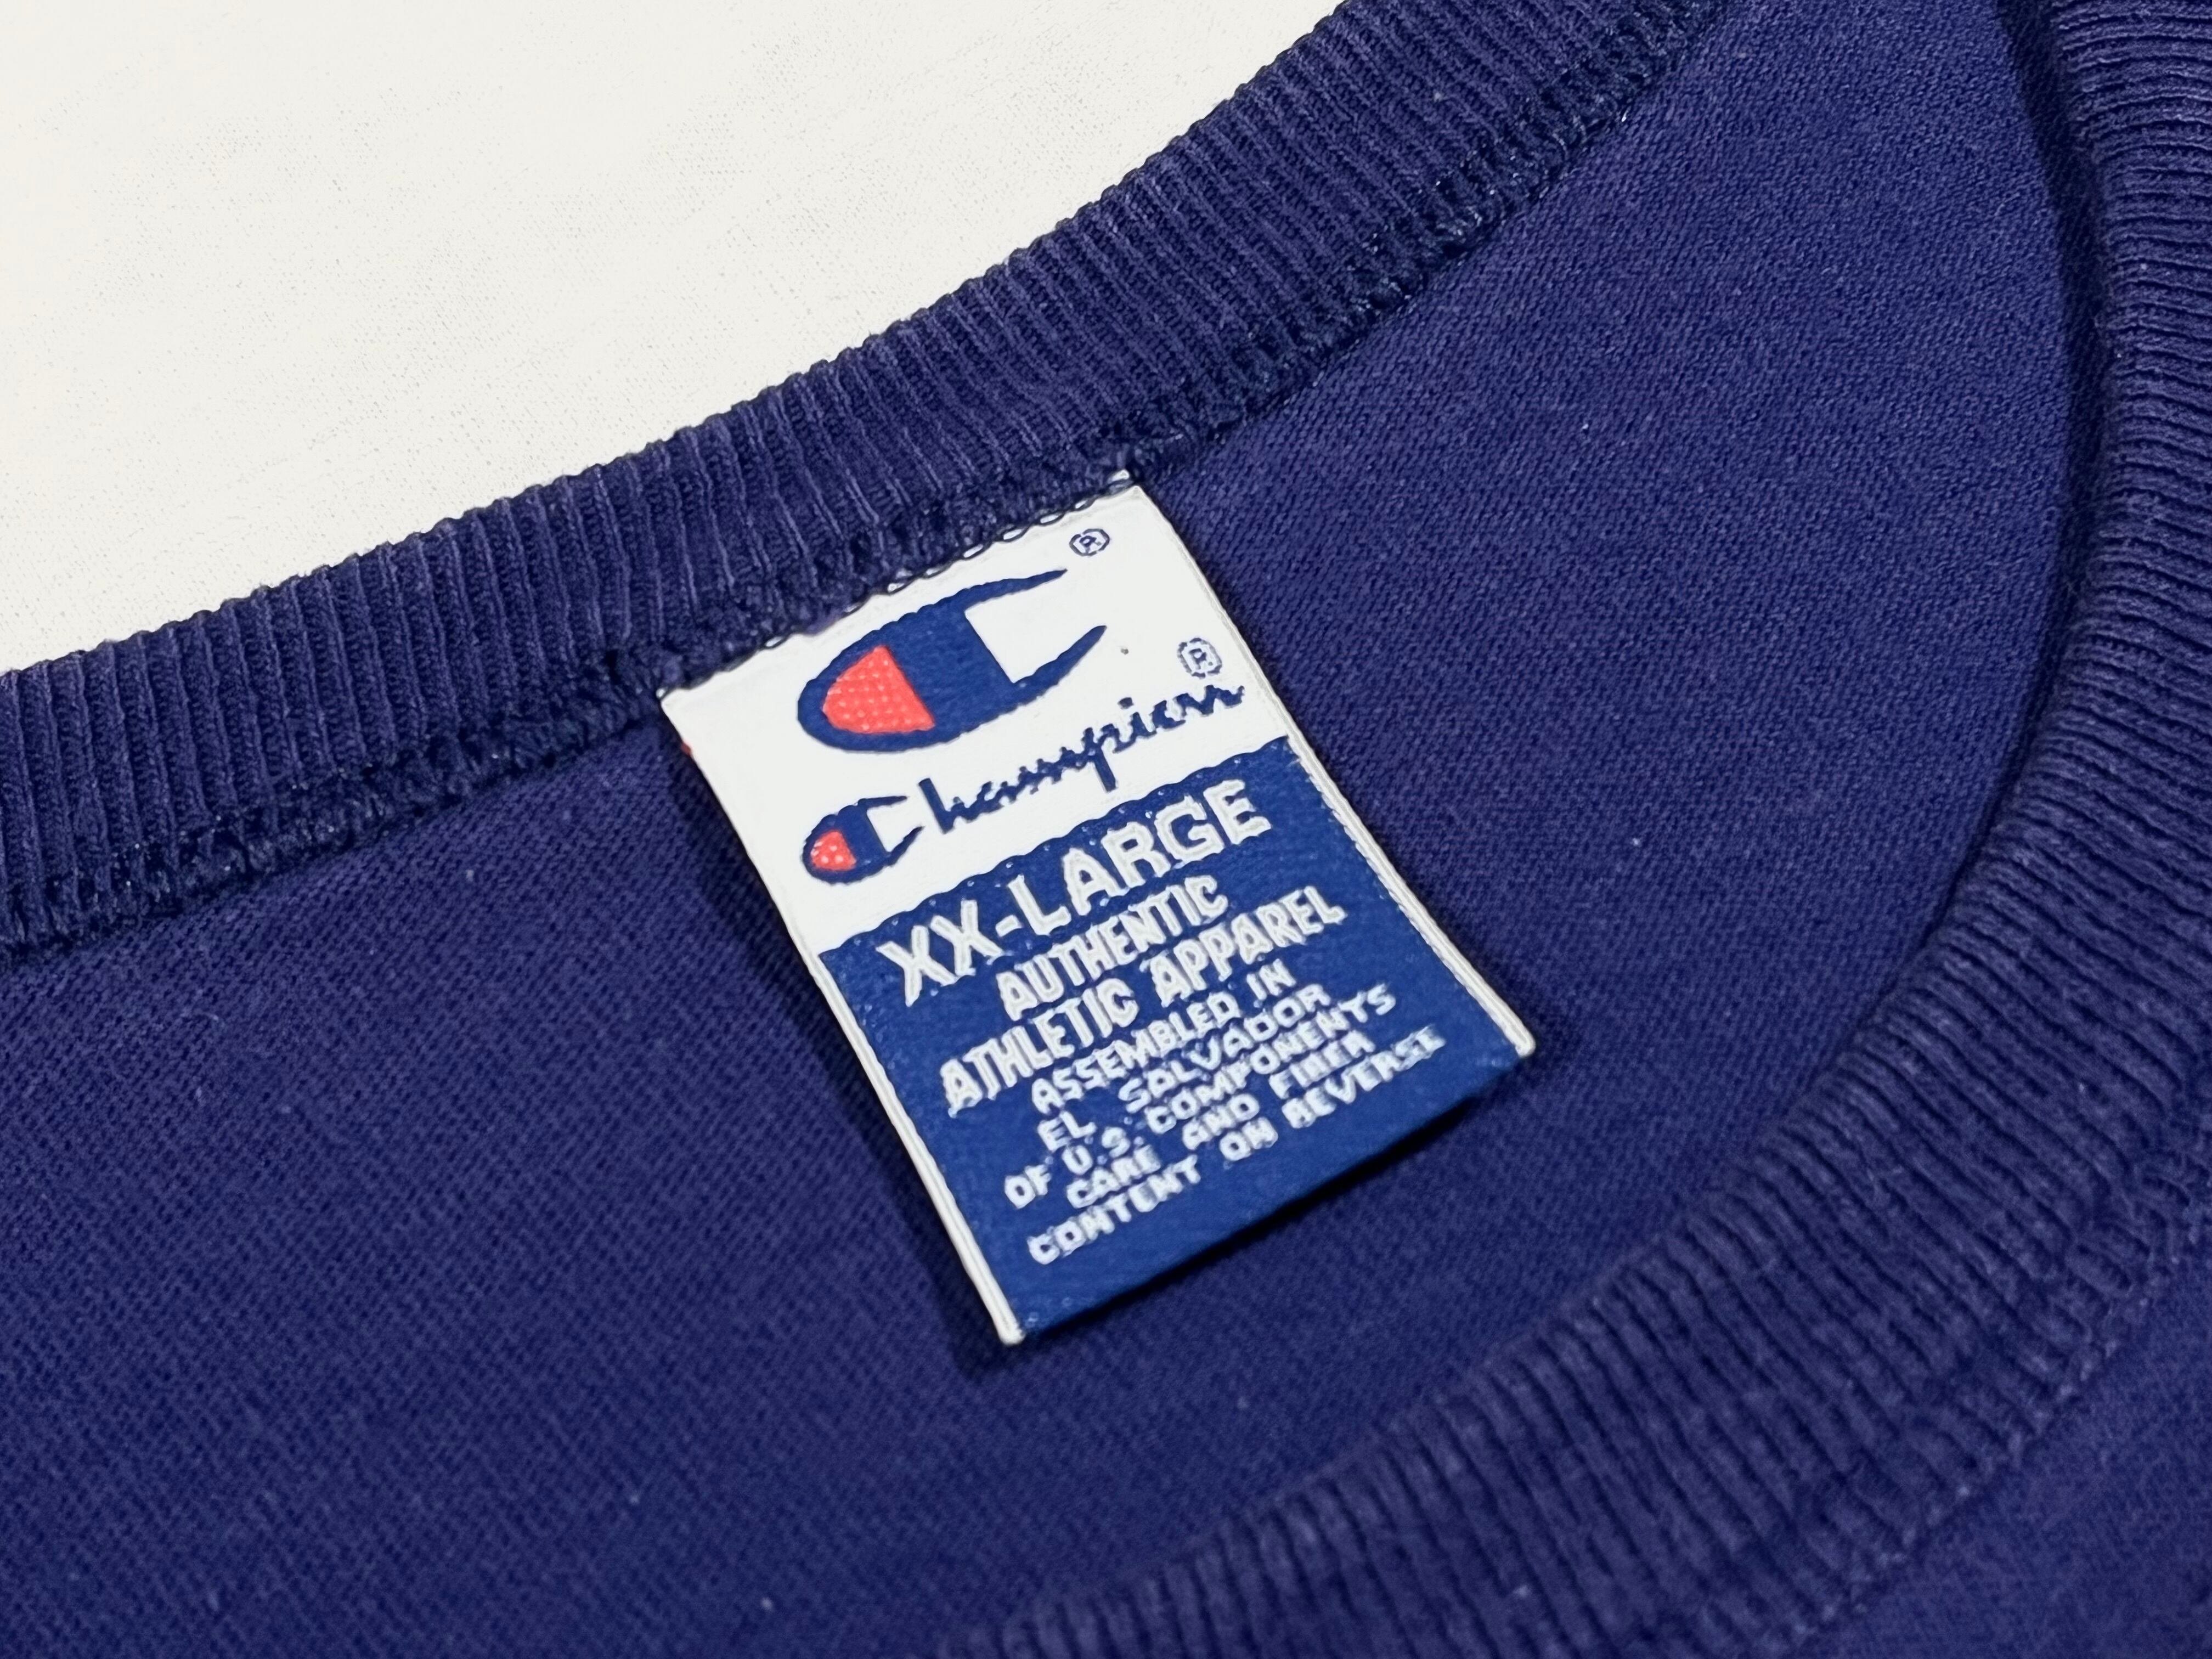 ®
Champion®
XX-LARGE
AUTHENTIC
ATHLETIC APPAREL
ASSEMBLED IN
EL SALVADOR
OF U.S. COMPONENTS
CARE AND FIBER
CONTENT ON REVERSE